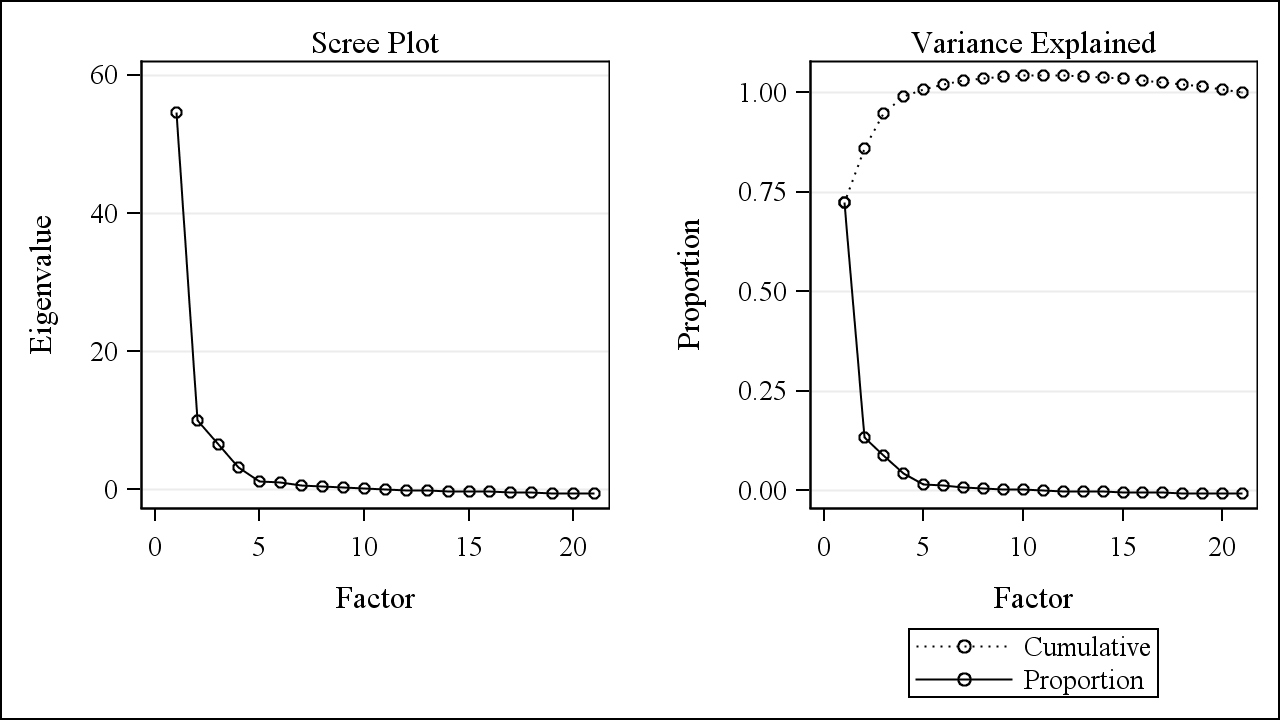 Scree Plot
60
40
20
0
Eigenvalue
0 5 10 15 20
Factor
Variance Explained
1.00
0.75
0.50
0.25
0.00
Proportion
0 5 10 15 20
Factor
Cumulative
Proportion